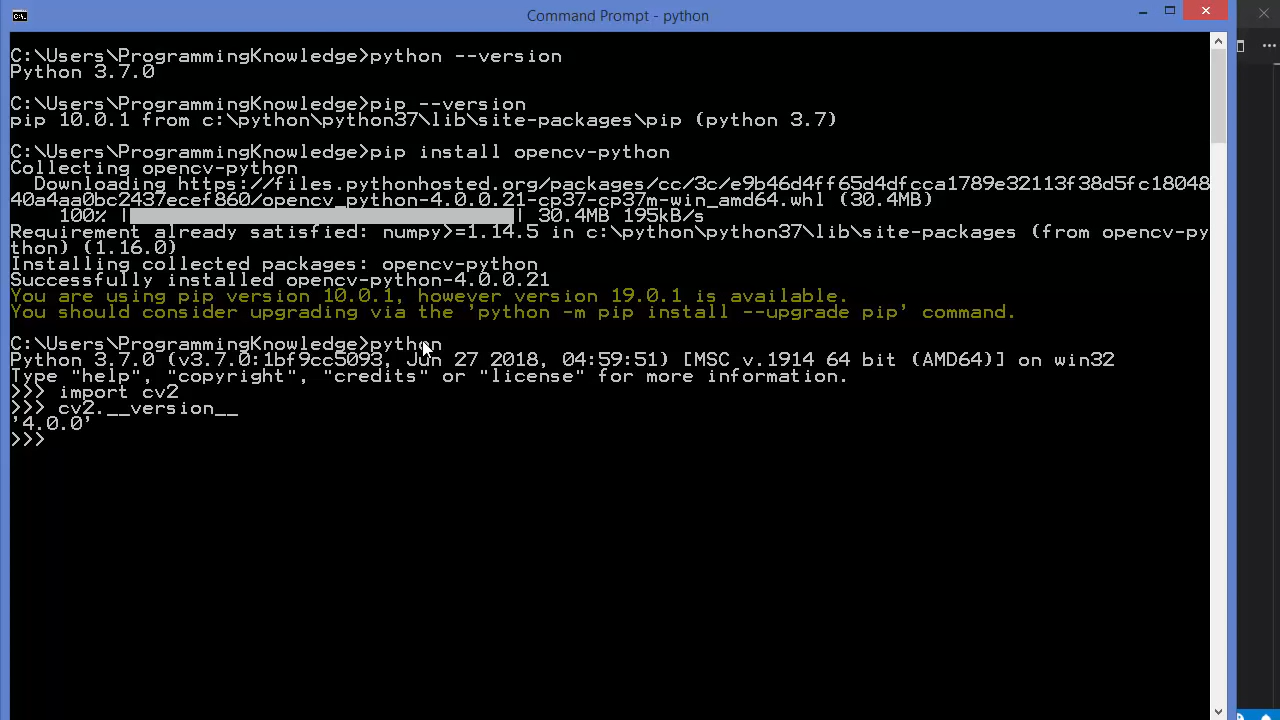 Command Prompt - python
C:\Users\ProgrammingKnowledge>python --version
Python 3.7.0
C:\Users\ProgrammingKnowledge>pip --version
pip 10.0.1 from c:\python\python37\lib\site-packages\pip (python 3.7)
C:\Users\ProgrammingKnowledge>pip install opencv-python
Collecting opencv-python
  Downloading https://files.pythonhosted.org/packages/cc/3c/e9b46d4ff65d4dfcca1789e32113f38d5fc18048
40a4aa0bc2437ecef860/opencv_python-4.0.0.21-cp37-cp37m-win_amd64.whl (30.4MB)
    100% |████████████████████████████████| 30.4MB 195kB/s
Requirement already satisfied: numpy>=1.14.5 in c:\python\python37\lib\site-packages (from opencv-py
thon) (1.16.0)
Installing collected packages: opencv-python
Successfully installed opencv-python-4.0.0.21
You are using pip version 10.0.1, however version 19.0.1 is available.
You should consider upgrading via the 'python -m pip install --upgrade pip' command.
C:\Users\ProgrammingKnowledge>python
Python 3.7.0 (v3.7.0:1bf9cc5093, Jun 27 2018, 04:59:51) [MSC v.1914 64 bit (AMD64)] on win32
Type "help", "copyright", "credits" or "license" for more information.
>>> import cv2
>>> cv2.__version__
'4.0.0'
>>>